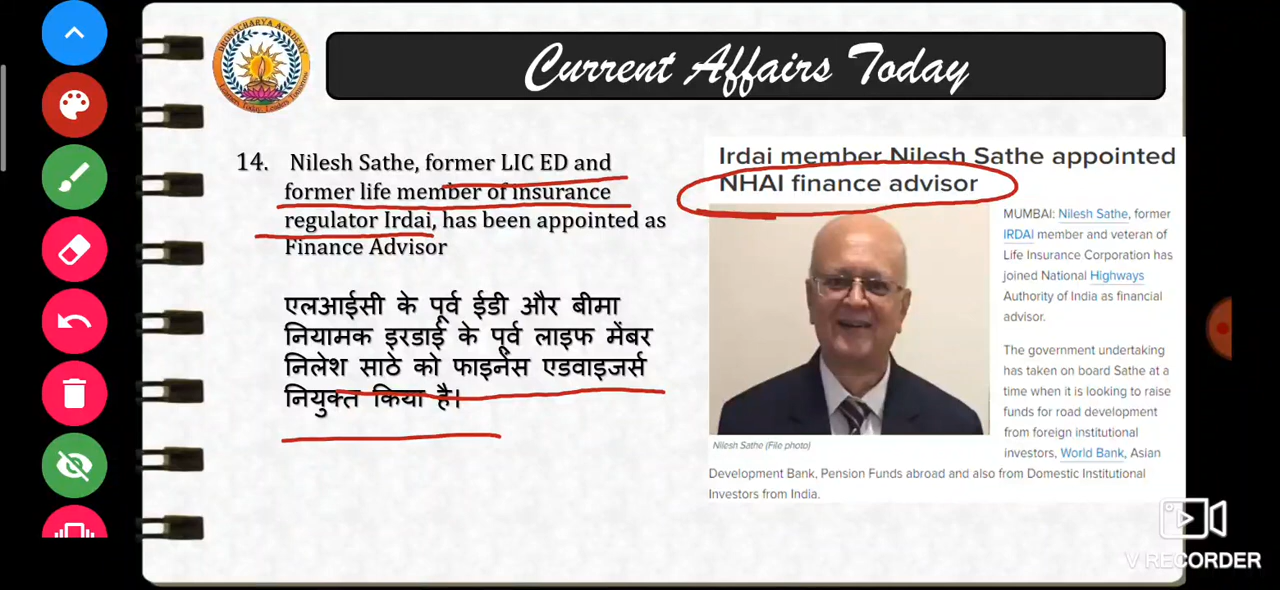 DRONACHARYA ACADEMY
Current Affairs Today
14. Nilesh Sathe, former LIC ED and
former life member of insurance
regulator Irdai, has been appointed as
Finance Advisor
एलआईसी के पूर्व ईडी और बीमा
नियामक इरडाई के पूर्व लाइफ मेंबर
निलेश साठे को फाइनेंस एडवाइजर्स
नियुक्त किया है।
Irdai member Nilesh Sathe appointed
NHAI finance advisor
MUMBAI: Nilesh Sathe, former
IRDAI member and veteran of
Life Insurance Corporation has
joined National Highways
Authority of India as financial
advisor.
The government undertaking
has taken on board Sathe at a
time when it is looking to raise
funds for road development
from foreign institutional
investors, World Bank, Asian
Nilesh Sathe (File photo)
Development Bank, Pension Funds abroad and also from Domestic Institutional
Investors from India.
V RECORDER